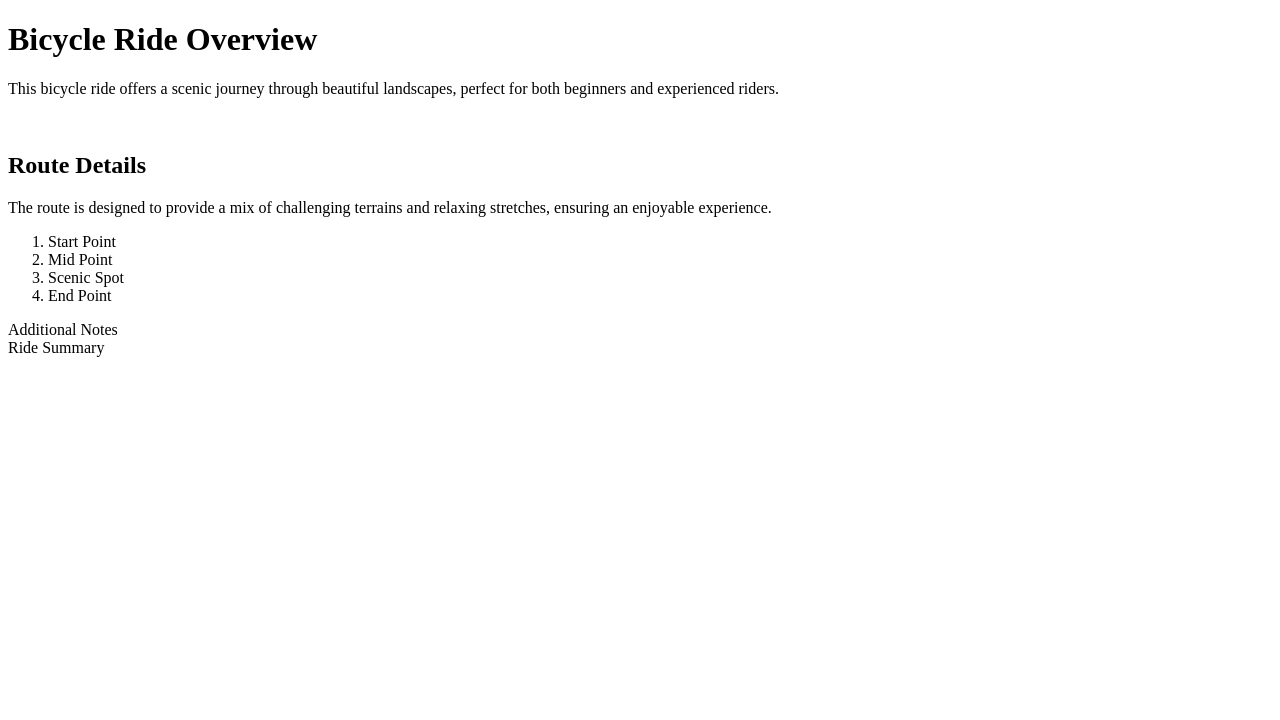 Bicycle Ride Overview
This bicycle ride offers a scenic journey through beautiful landscapes, perfect for both beginners and experienced riders.
Route Details
The route is designed to provide a mix of challenging terrains and relaxing stretches, ensuring an enjoyable experience.
1. Start Point
2. Mid Point
3. Scenic Spot
4. End Point
Additional Notes
Ride Summary